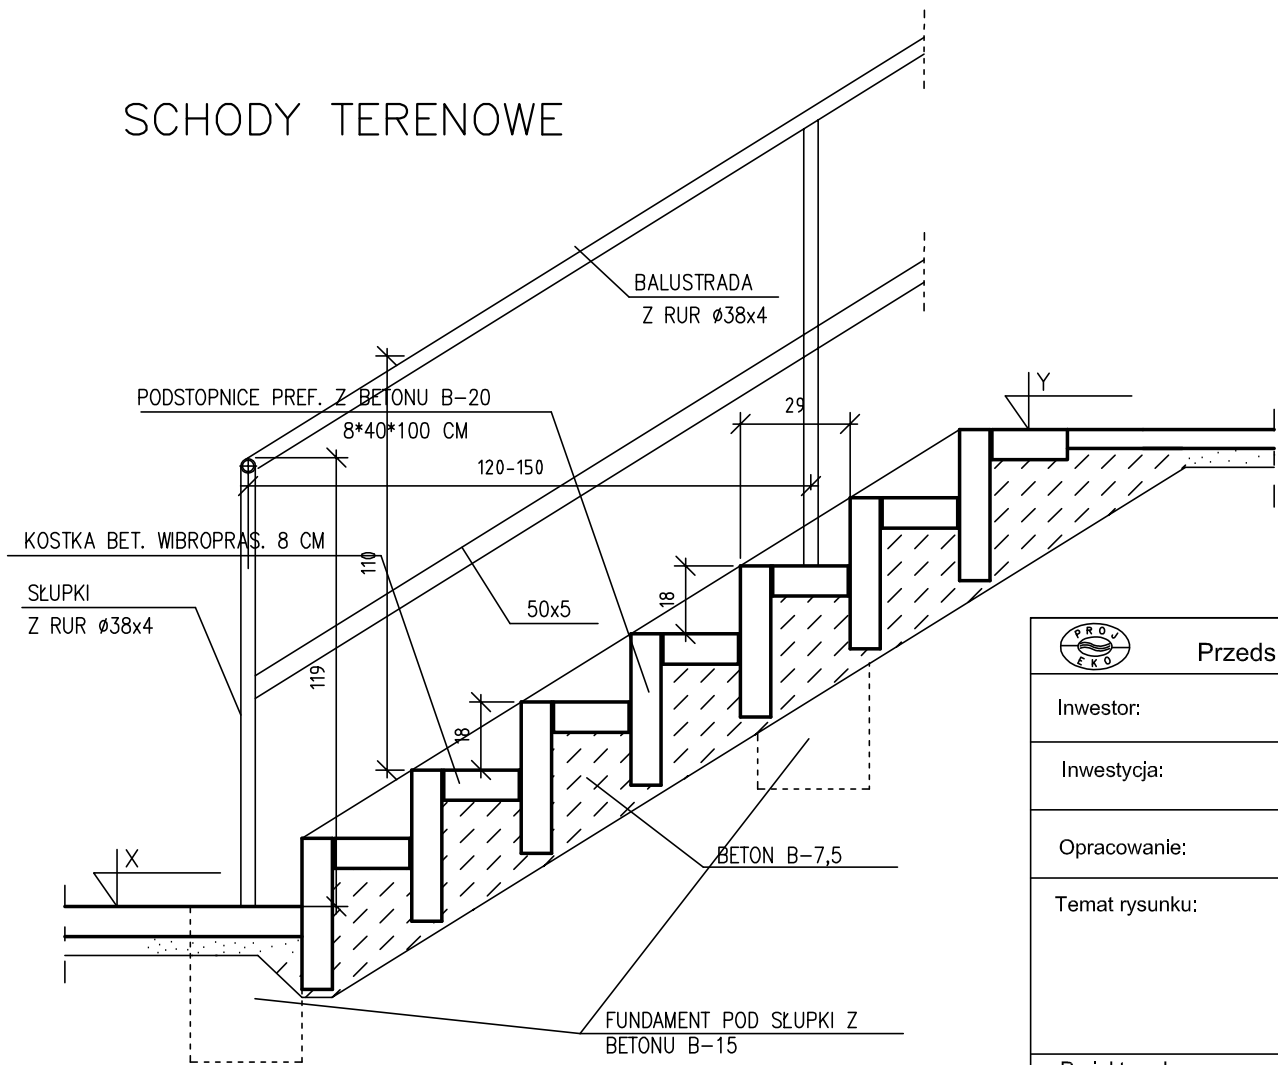 SCHODY TERENOWE
BALUSTRADA
Z RUR ø38x4
PODSTOPNICE PREF. Z BETONU B-20
8*40*100 CM
29
Y
120-150
KOSTKA BET. WIBROPRAS. 8 CM
110
SŁUPKI
Z RUR ø38x4
50x5
18
119
18
X
BETON B-7,5
FUNDAMENT POD SŁUPKI Z
BETONU B-15
PROJ
EKO
Przeds
Inwestor:
Inwestycja:
Opracowanie:
Temat rysunku: